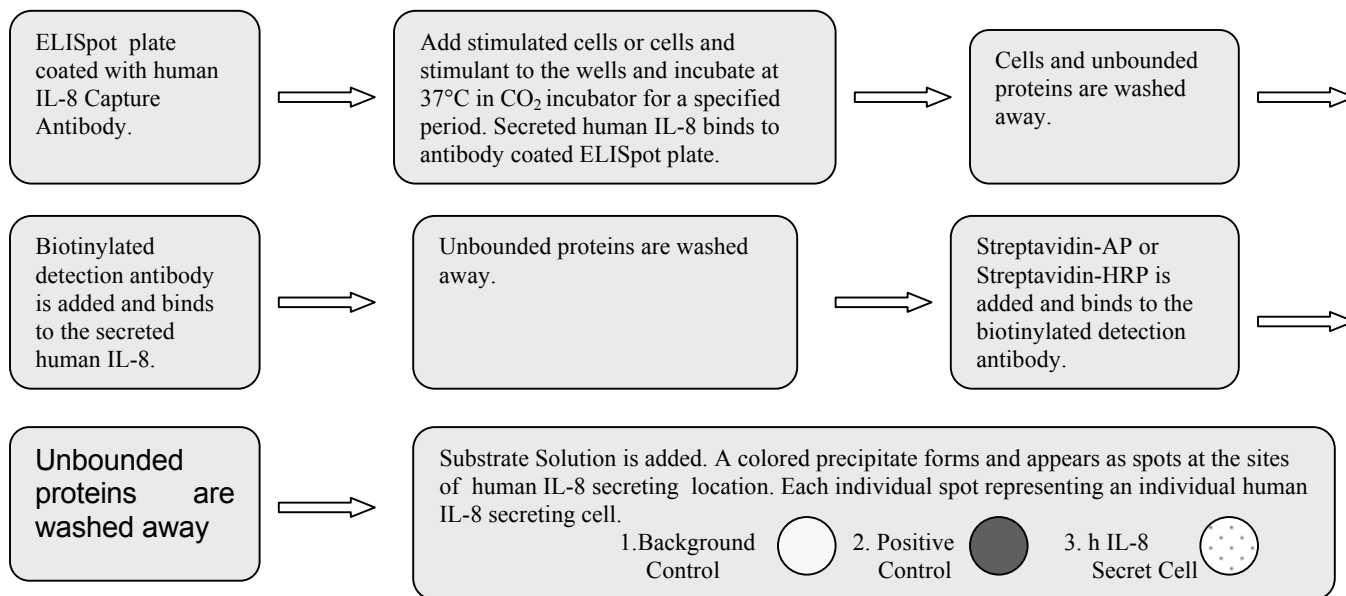 ELISpot plate
coated with human
IL-8 Capture
Antibody.
Add stimulated cells or cells and
stimulant to the wells and incubate at
37°C in CO₂ incubator for a specified
period. Secreted human IL-8 binds to
antibody coated ELISpot plate.
Cells and unbounded
proteins are washed
away.
Biotinylated
detection antibody
is added and binds
to the secreted
human IL-8.
Unbounded proteins are washed
away.
Streptavidin-AP or
Streptavidin-HRP is
added and binds to the
biotinylated detection
antibody.
Unbounded
proteins are
washed away
Substrate Solution is added. A colored precipitate forms and appears as spots at the sites
of human IL-8 secreting location. Each individual spot representing an individual human
IL-8 secreting cell.
1.Background
Control
2. Positive
Control
3. h IL-8
Secret Cell